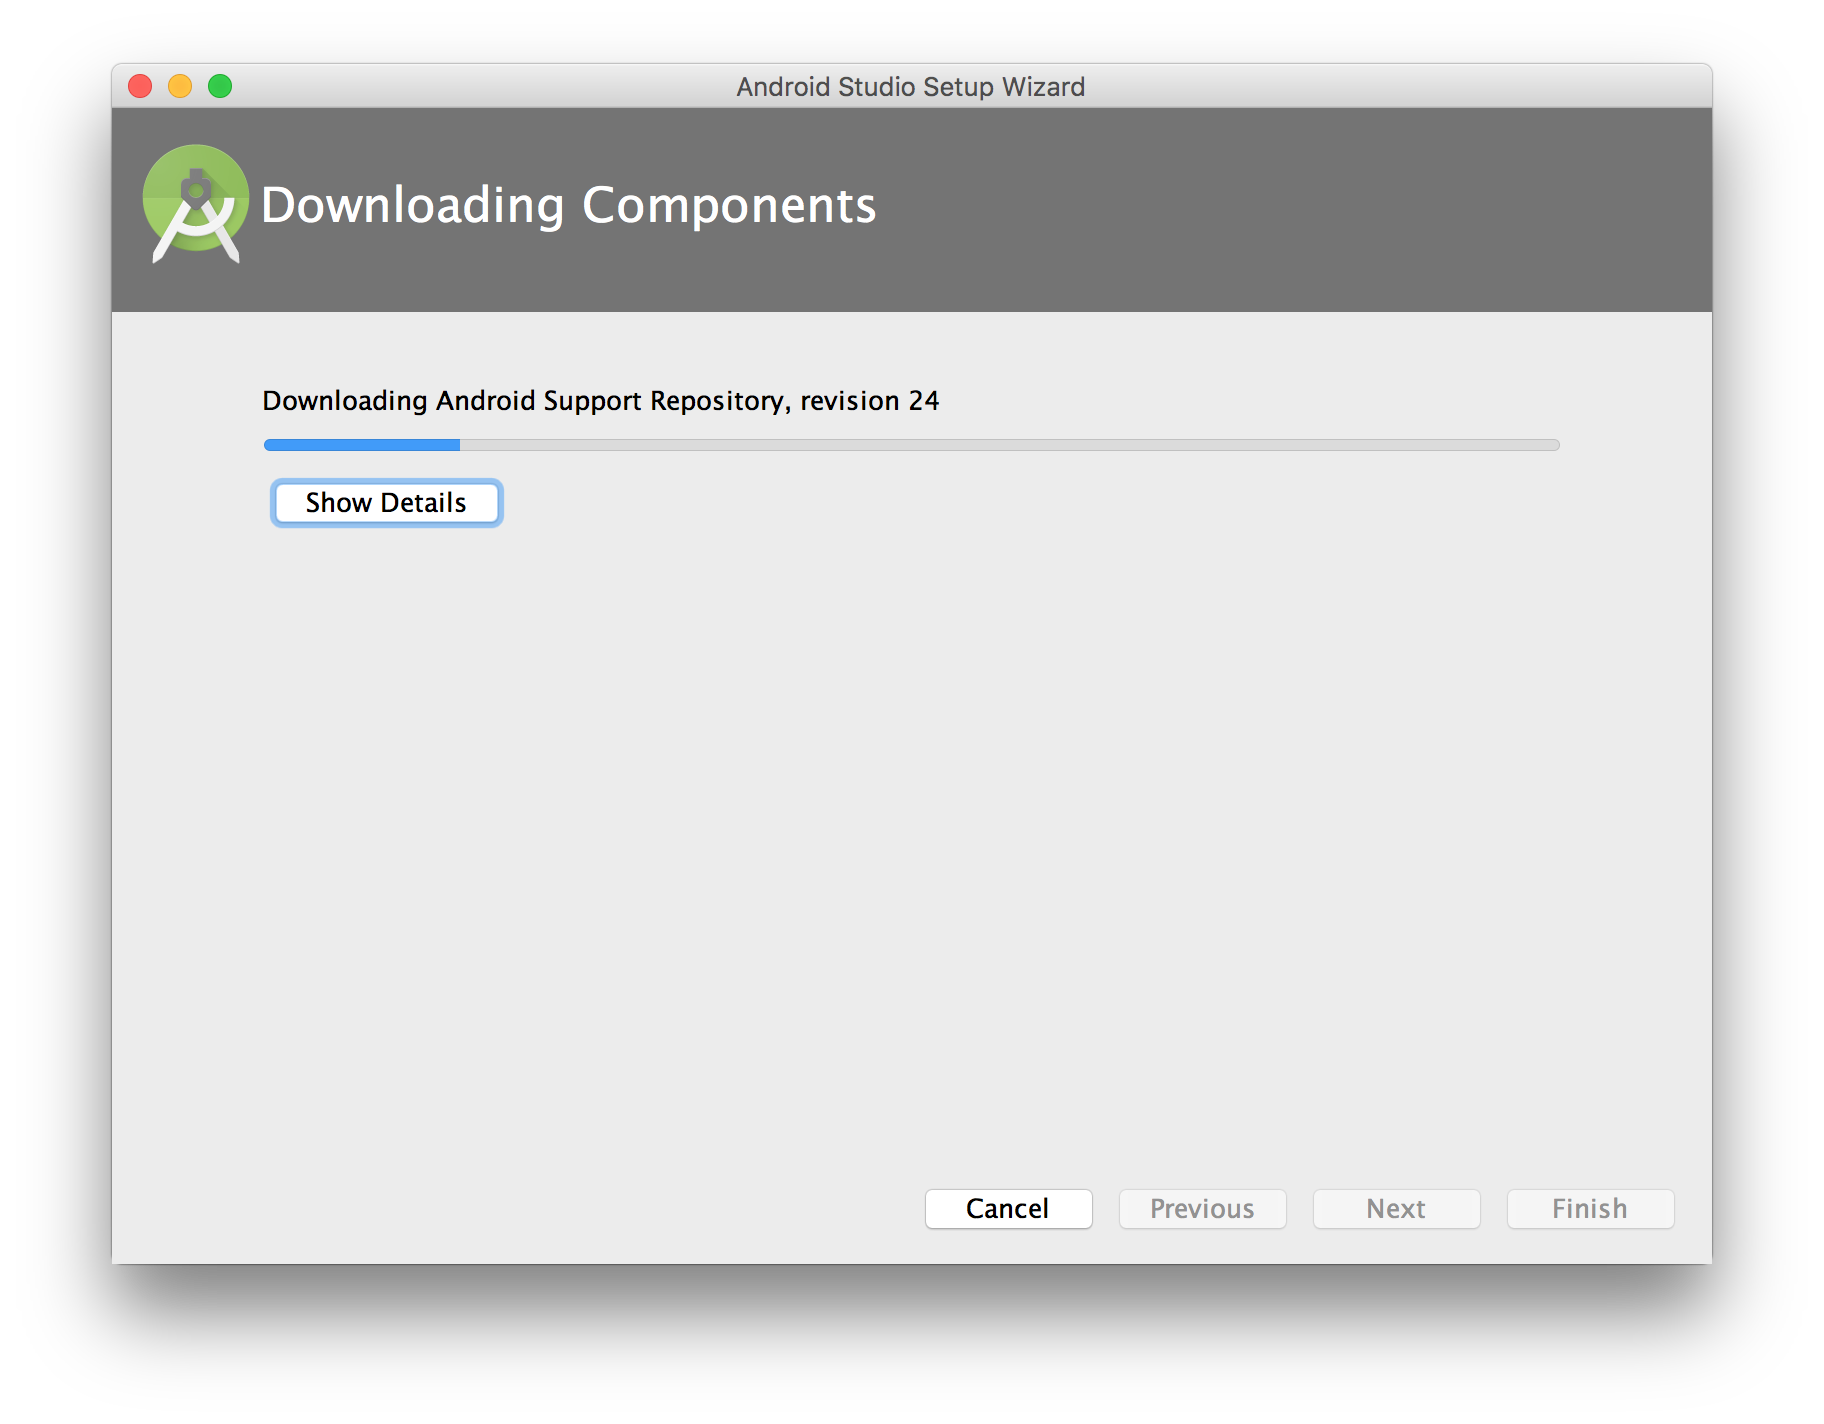 Android Studio Setup Wizard
Downloading Components
Downloading Android Support Repository, revision 24
Show Details
Cancel
Previous
Next
Finish